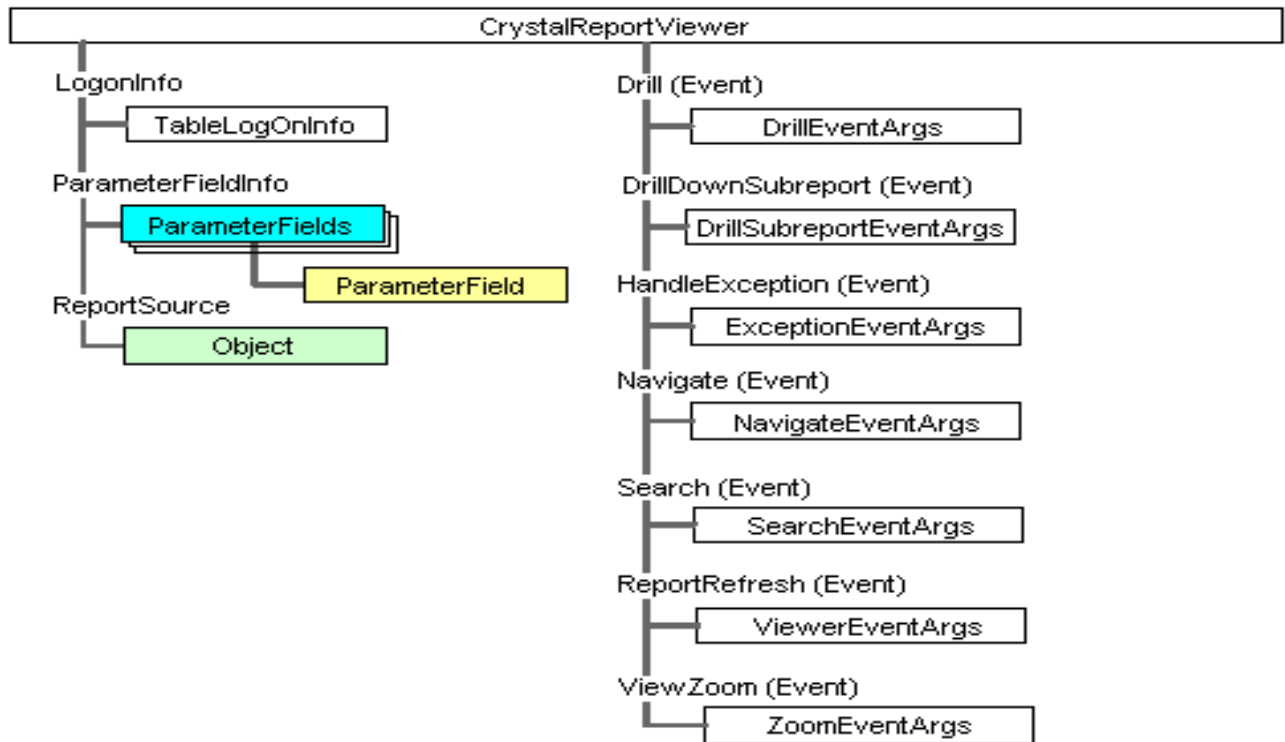 CrystalReportViewer
LogonInfo
TableLogOnInfo
ParameterFieldInfo
ParameterFields
ParameterField
ReportSource
Object
Drill (Event)
DrillEventArgs
DrillDownSubreport (Event)
DrillSubreportEventArgs
HandleException (Event)
ExceptionEventArgs
Navigate (Event)
NavigateEventArgs
Search (Event)
SearchEventArgs
ReportRefresh (Event)
ViewerEventArgs
ViewZoom (Event)
ZoomEventArgs